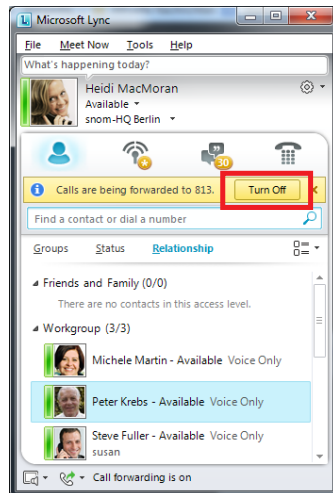 Microsoft Lync
File Meet Now Tools Help
What's happening today?
Heidi MacMoran
Available
snom-HQ Berlin
30
Calls are being forwarded to 813. Turn Off
Find a contact or dial a number
Groups Status Relationship
Friends and Family (0/0)
There are no contacts in this access level.
Workgroup (3/3)
Michele Martin - Available Voice Only
Peter Krebs - Available Voice Only
Steve Fuller - Available Voice Only
susan
Call forwarding is on